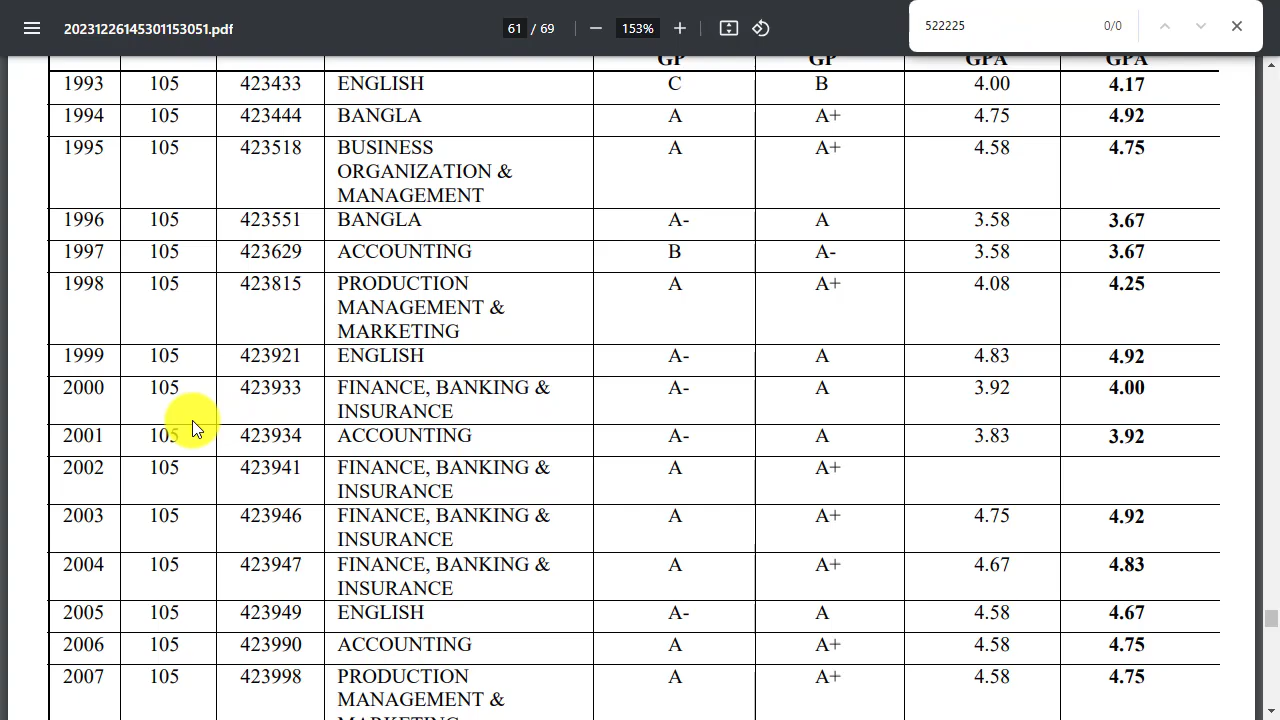 20231226145301153051.pdf 61 / 69 153% 522225 0/0
GP GP GPA GPA
1993 105 423433 ENGLISH C B 4.00 4.17
1994 105 423444 BANGLA A A+ 4.75 4.92
1995 105 423518 BUSINESS A A+ 4.58 4.75
ORGANIZATION &
MANAGEMENT
1996 105 423551 BANGLA A- A 3.58 3.67
1997 105 423629 ACCOUNTING B A- 3.58 3.67
1998 105 423815 PRODUCTION A A+ 4.08 4.25
MANAGEMENT &
MARKETING
1999 105 423921 ENGLISH A- A 4.83 4.92
2000 105 423933 FINANCE, BANKING & A- A 3.92 4.00
INSURANCE
2001 105 423934 ACCOUNTING A- A 3.83 3.92
2002 105 423941 FINANCE, BANKING & A A+
INSURANCE
2003 105 423946 FINANCE, BANKING & A A+ 4.75 4.92
INSURANCE
2004 105 423947 FINANCE, BANKING & A A+ 4.67 4.83
INSURANCE
2005 105 423949 ENGLISH A- A 4.58 4.67
2006 105 423990 ACCOUNTING A A+ 4.58 4.75
2007 105 423998 PRODUCTION A A+ 4.58 4.75
MANAGEMENT &
MARKETING